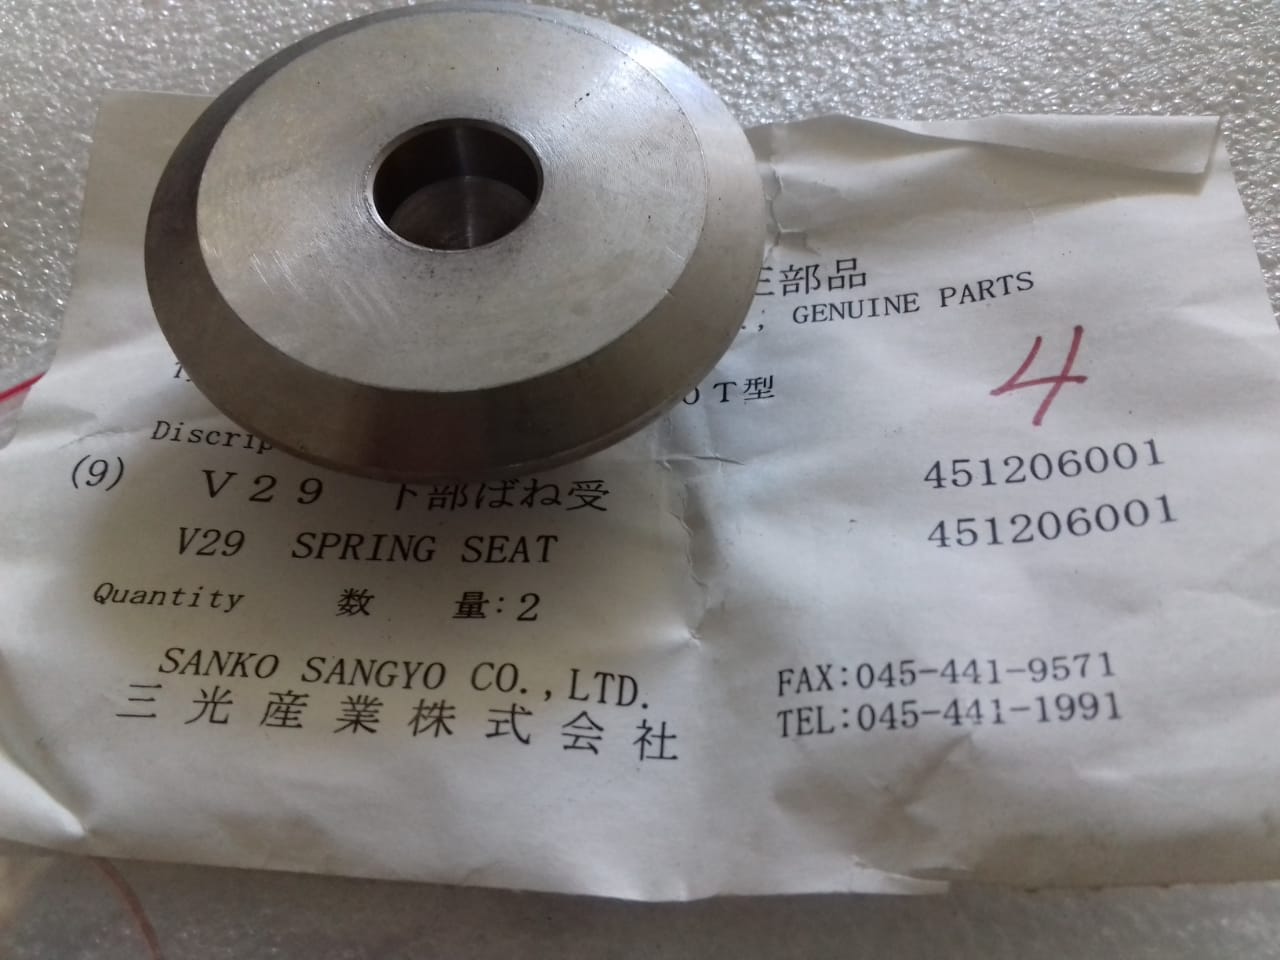 部品
GENUINE PARTS
4
T型
(9) V29 下部ばね受 451206001
V29 SPRING SEAT 451206001
Quantity 数 量:2
SANKO SANGYO CO.,LTD. FAX:045-441-9571
三光産業株式会社 TEL:045-441-1991